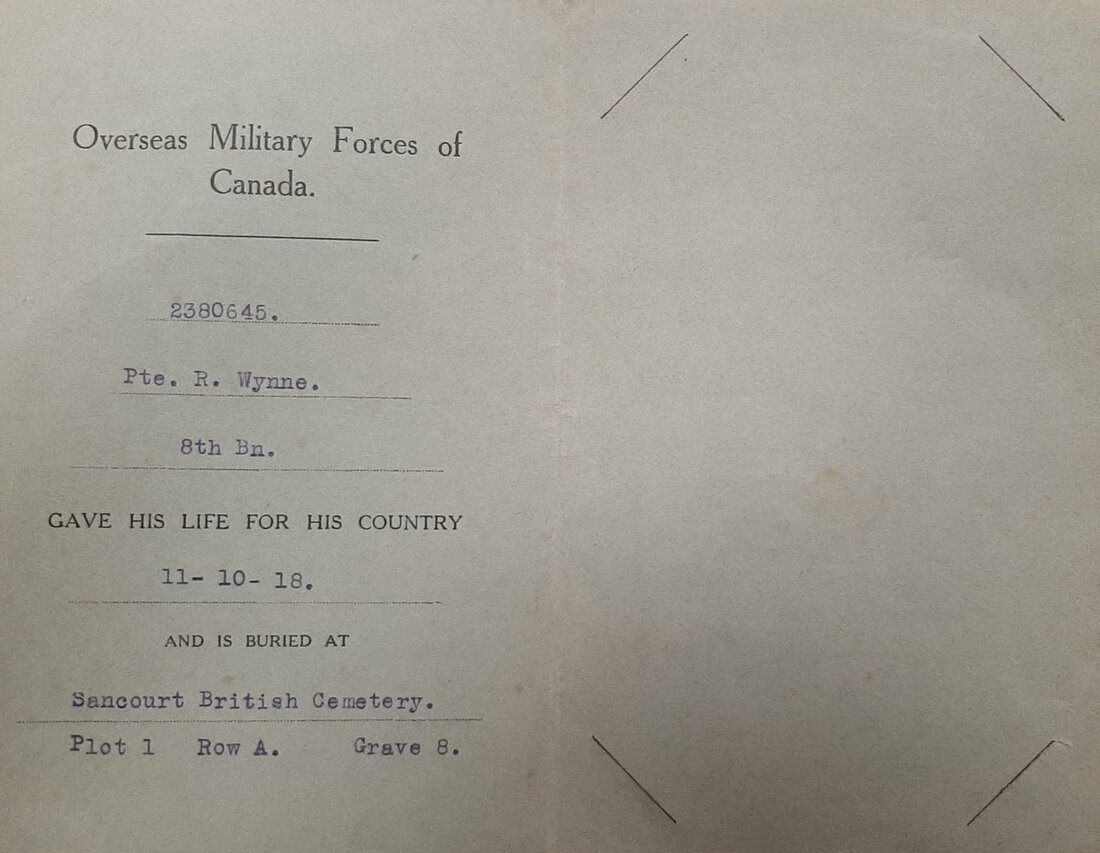 Overseas Military Forces of
Canada.
2380645.
Pte. R. Wynne.
8th Bn.
GAVE HIS LIFE FOR HIS COUNTRY
11- 10- 18.
AND IS BURIED AT
Sancourt British Cemetery.
Plot 1 Row A. Grave 8.